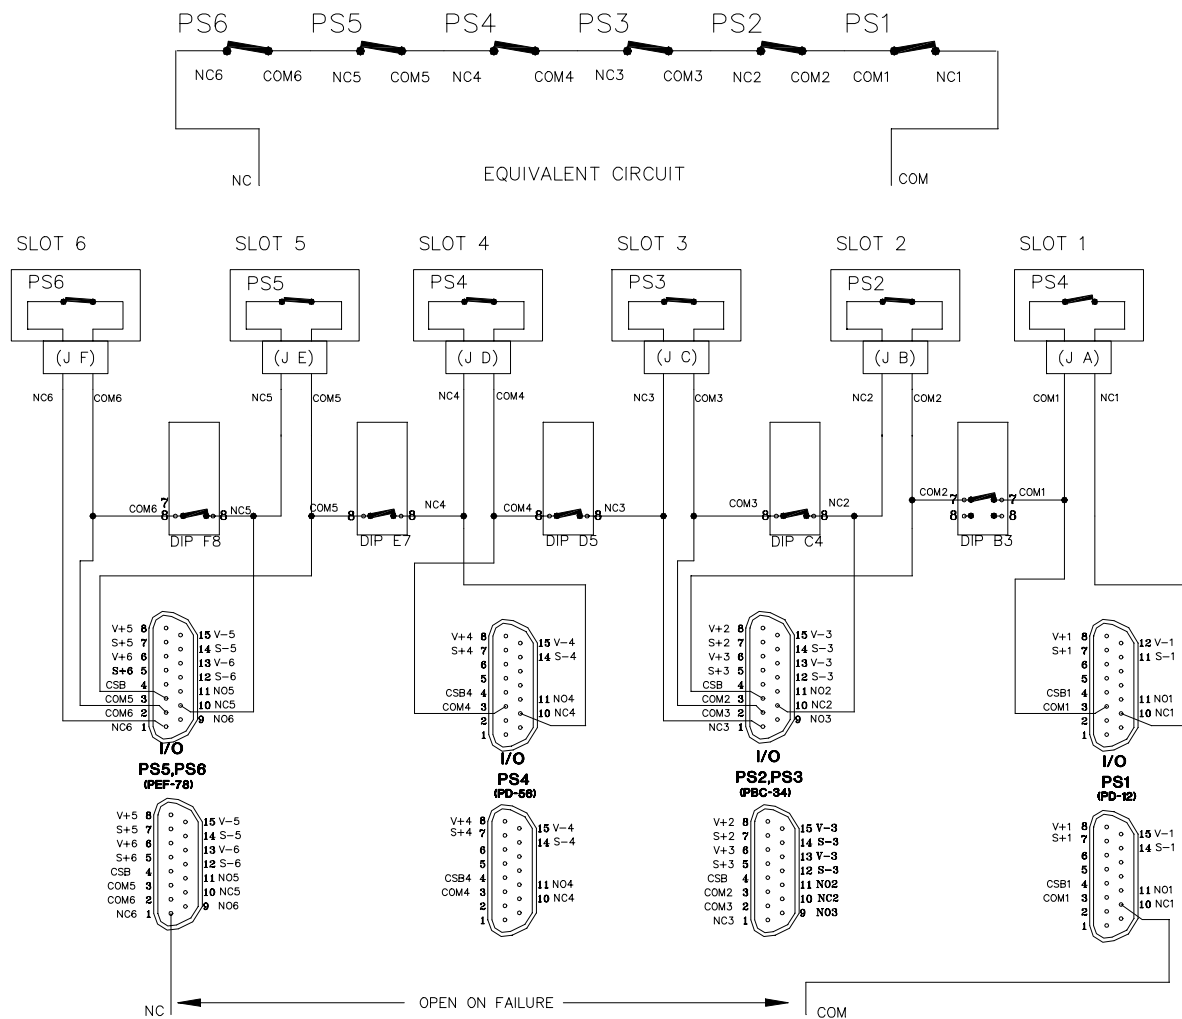 PS6 PS5 PS4 PS3 PS2 PS1
NC6 COM6 NC5 COM5 NC4 COM4 NC3 COM3 NC2 COM2 COM1 NC1
NC EQUIVALENT CIRCUIT COM
SLOT 6 SLOT 5 SLOT 4 SLOT 3 SLOT 2 SLOT 1
PS6 PS5 PS4 PS3 PS2 PS4
(J F) (J E) (J D) (J C) (J B) (J A)
NC6 COM6 NC5 COM5 NC4 COM4 NC3 COM3 NC2 COM2 COM1 NC1
COM2 7 7 COM1
7
COM6 8 8 NC5 COM5 8 8 NC4 COM4 8 8 NC3 COM3 8 8 NC2 8 8
DIP F8 DIP E7 DIP D5 DIP C4 DIP B3
V+5 8
S+5 7
V+6 6
S+6 5
CSB 4
COM5 3
COM6 2
NC6 1
15 V-5
14 S-5
13 V-6
12 S-6
11 NO5
10 NC5
9 NO6
I/O
PS5,PS6
(PEF-78)
V+4 8
S+4 7
6
5
CSB4 4
COM4 3
2
1
15 V-4
14 S-4
11 NO4
10 NC4
I/O
PS4
(PD-56)
V+2 8
S+2 7
V+3 6
S+3 5
CSB 4
COM2 3
COM3 2
NC3 1
15 V-3
14 S-3
13 V-3
12 S-3
11 NO2
10 NC2
9 NO3
I/O
PS2,PS3
(PBC-34)
V+1 8
S+1 7
6
5
CSB1 4
COM1 3
2
1
12 V-1
11 S-1
11 NO1
10 NC1
I/O
PS1
(PD-12)
V+5 8
S+5 7
V+6 6
S+6 5
CSB 4
COM5 3
COM6 2
NC6 1
15 V-5
14 S-5
13 V-6
12 S-6
11 NO5
10 NC5
9 NO6
V+4 8
S+4 7
6
5
CSB4 4
COM4 3
2
1
15 V-4
14 S-4
11 NO4
10 NC4
V+2 8
S+2 7
V+3 6
S+3 5
CSB 4
COM2 3
COM3 2
NC3 1
15 V-3
14 S-3
13 V-3
12 S-3
11 NO2
10 NC2
9 NO3
V+1 8
S+1 7
6
5
CSB1 4
COM1 3
2
1
15 V-1
14 S-1
11 NO1
10 NC1
NC OPEN ON FAILURE COM